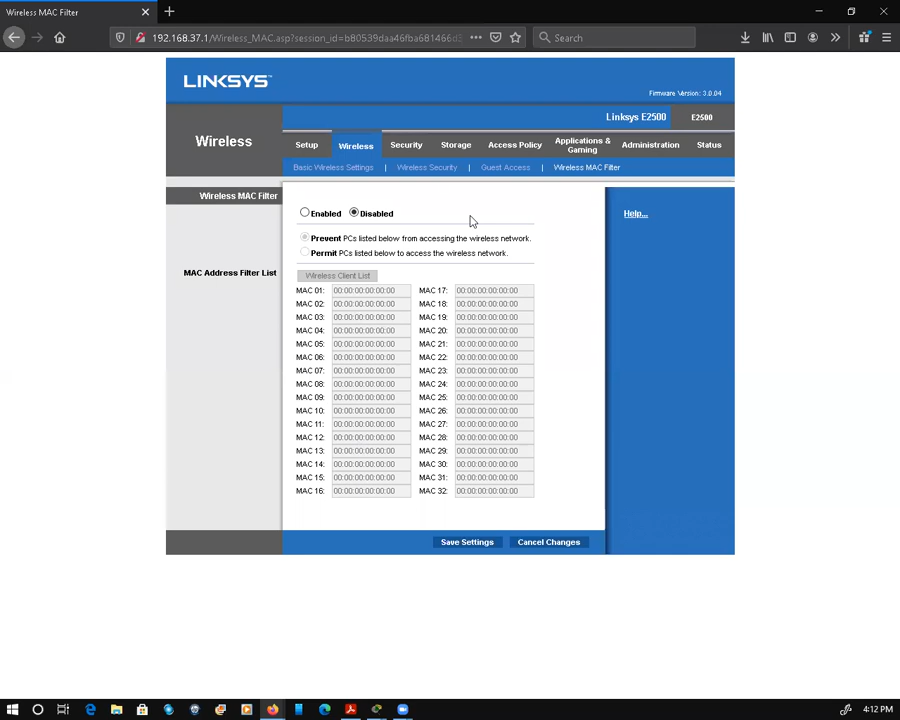 Wireless MAC Filter
192.168.37.1/Wireless_MAC.asp?session_id=b80539daa46fba681466d
Search
LINKSYS™
Firmware Version: 3.0.04
Linksys E2500
E2500
Wireless
Setup
Wireless
Security
Storage
Access Policy
Applications &
Gaming
Administration
Status
Basic Wireless Settings | Wireless Security | Guest Access | Wireless MAC Filter
Wireless MAC Filter
Enabled Disabled
Help...
Prevent PCs listed below from accessing the wireless network.
Permit PCs listed below to access the wireless network.
MAC Address Filter List
Wireless Client List
MAC 01: 00:00:00:00:00:00 MAC 17: 00:00:00:00:00:00
MAC 02: 00:00:00:00:00:00 MAC 18: 00:00:00:00:00:00
MAC 03: 00:00:00:00:00:00 MAC 19: 00:00:00:00:00:00
MAC 04: 00:00:00:00:00:00 MAC 20: 00:00:00:00:00:00
MAC 05: 00:00:00:00:00:00 MAC 21: 00:00:00:00:00:00
MAC 06: 00:00:00:00:00:00 MAC 22: 00:00:00:00:00:00
MAC 07: 00:00:00:00:00:00 MAC 23: 00:00:00:00:00:00
MAC 08: 00:00:00:00:00:00 MAC 24: 00:00:00:00:00:00
MAC 09: 00:00:00:00:00:00 MAC 25: 00:00:00:00:00:00
MAC 10: 00:00:00:00:00:00 MAC 26: 00:00:00:00:00:00
MAC 11: 00:00:00:00:00:00 MAC 27: 00:00:00:00:00:00
MAC 12: 00:00:00:00:00:00 MAC 28: 00:00:00:00:00:00
MAC 13: 00:00:00:00:00:00 MAC 29: 00:00:00:00:00:00
MAC 14: 00:00:00:00:00:00 MAC 30: 00:00:00:00:00:00
MAC 15: 00:00:00:00:00:00 MAC 31: 00:00:00:00:00:00
MAC 16: 00:00:00:00:00:00 MAC 32: 00:00:00:00:00:00
Save Settings
Cancel Changes
4:12 PM